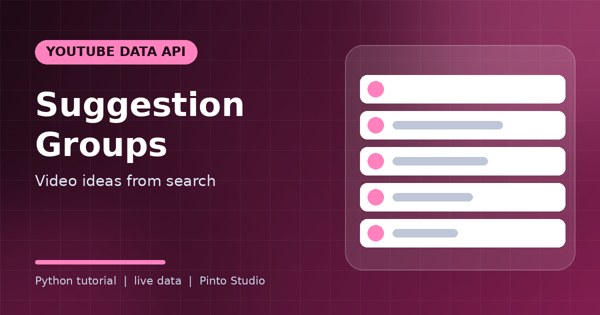 YOUTUBE DATA API
Suggestion
Groups
Video ideas from search
Python tutorial | live data | Pinto Studio